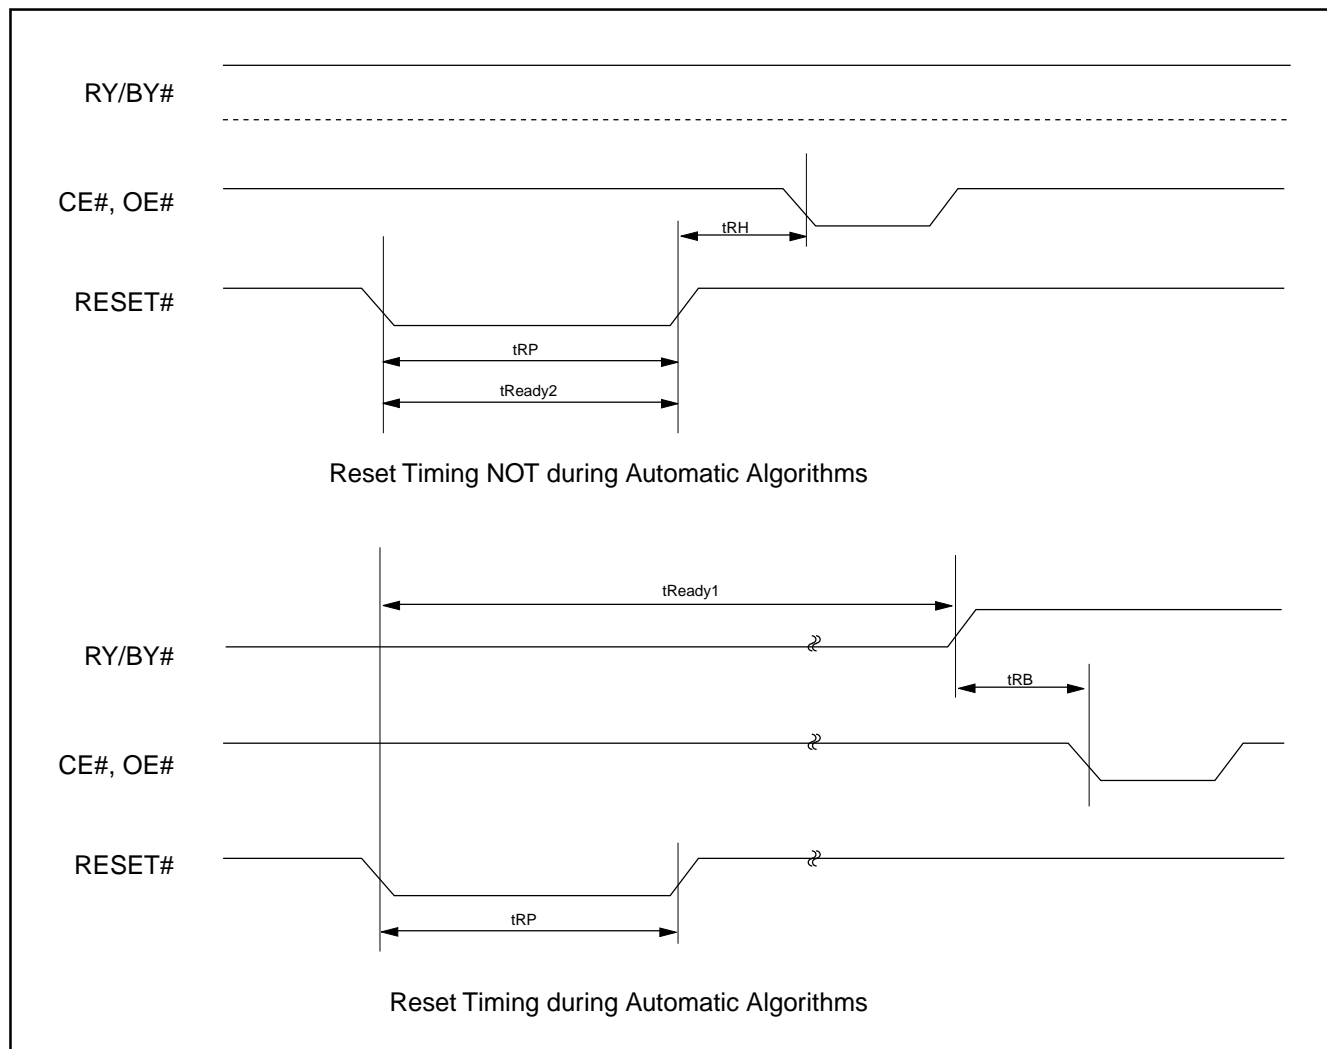 RY/BY#
CE#, OE#
tRH
RESET#
tRP
tReady2
Reset Timing NOT during Automatic Algorithms
tReady1
RY/BY#
tRB
CE#, OE#
RESET#
tRP
Reset Timing during Automatic Algorithms